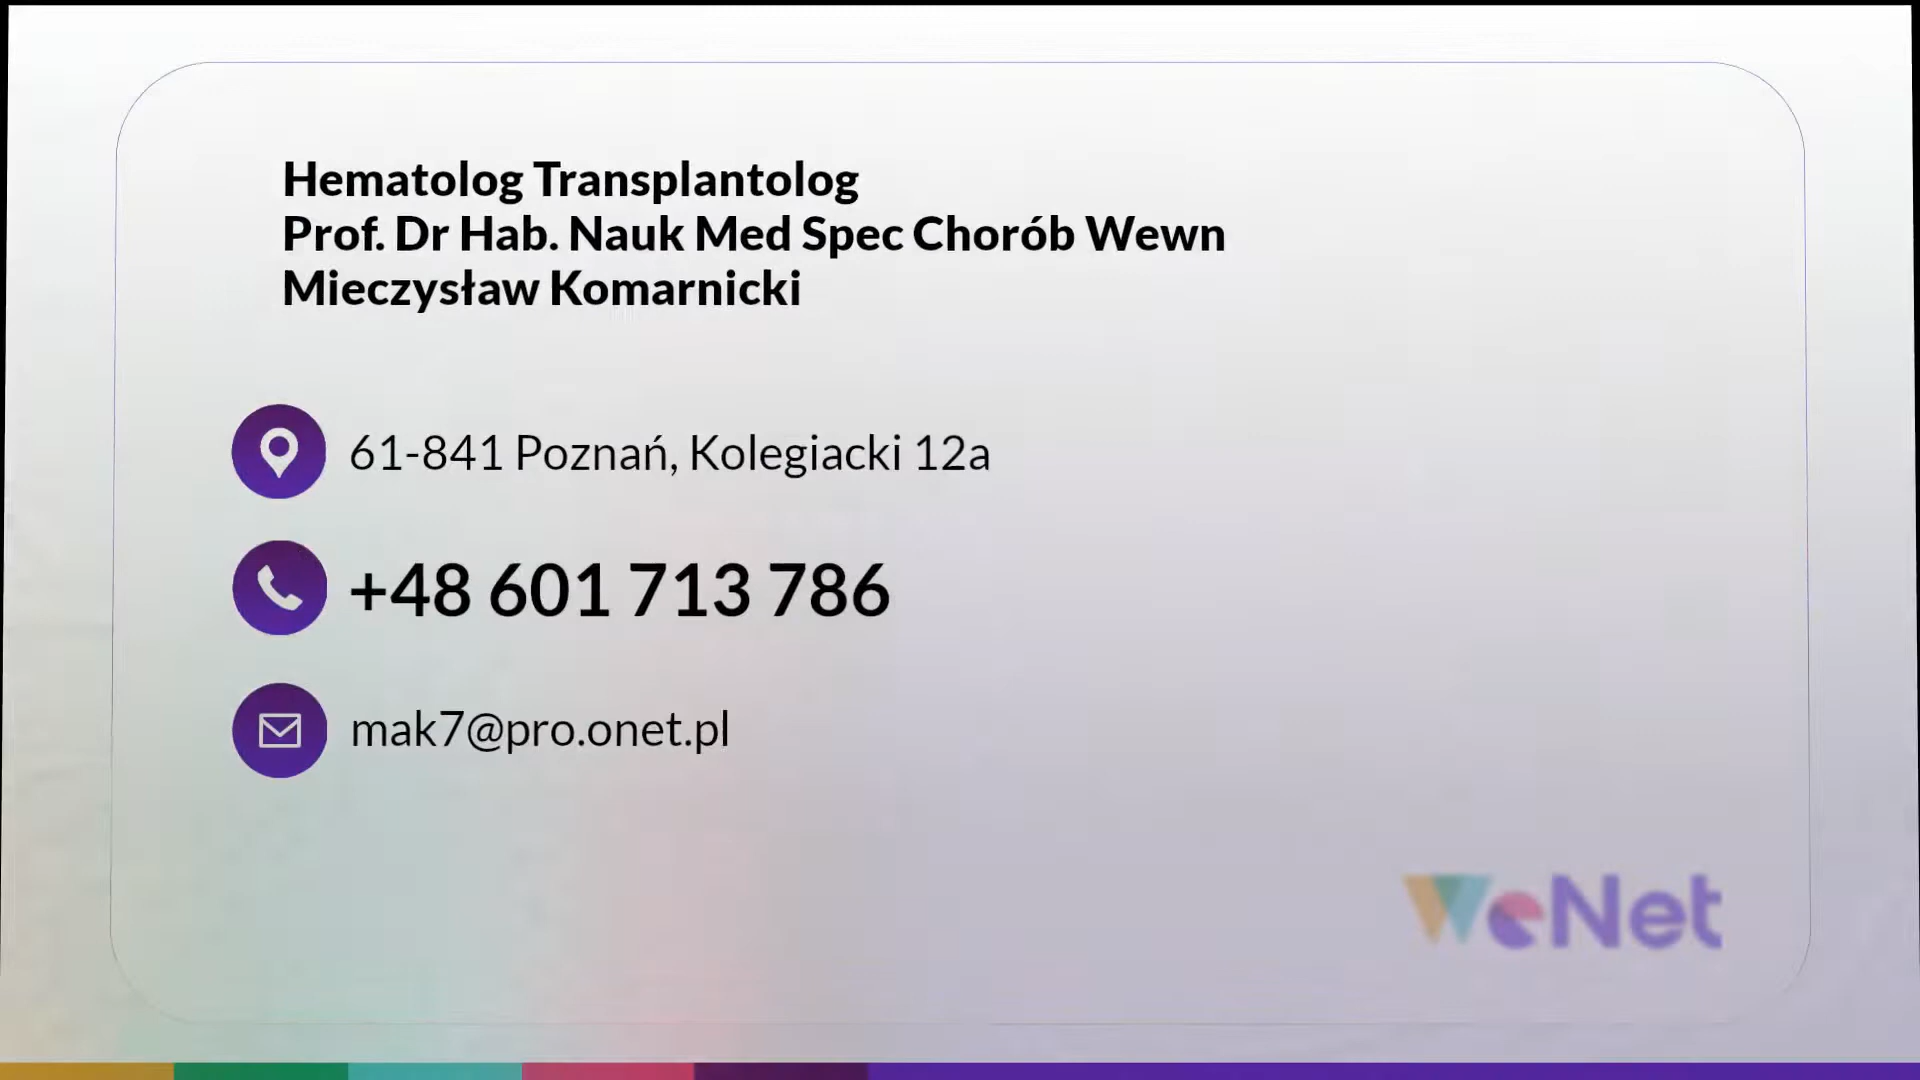 Hematolog Transplantolog
Prof. Dr Hab. Nauk Med Spec Chorób Wewn
Mieczysław Komarnicki
61-841 Poznań, Kolegiacki 12a
+48 601 713 786
mak7@pro.onet.pl
WeNet